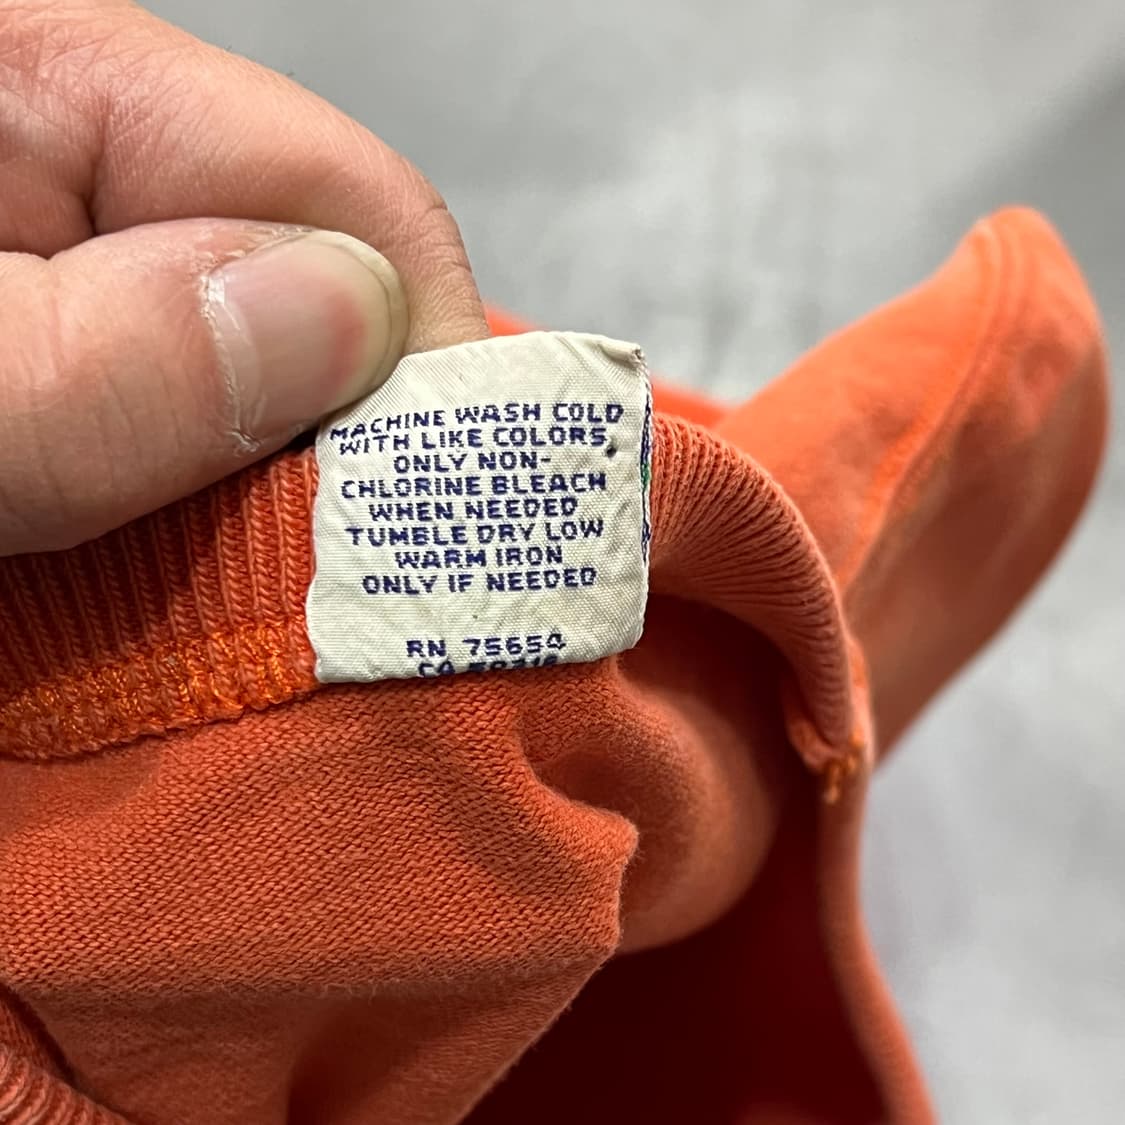 MACHINE WASH COLD
WITH LIKE COLORS,
ONLY NON-
CHLORINE BLEACH
WHEN NEEDED
TUMBLE DRY LOW
WARM IRON
ONLY IF NEEDED
RN 75654
CA